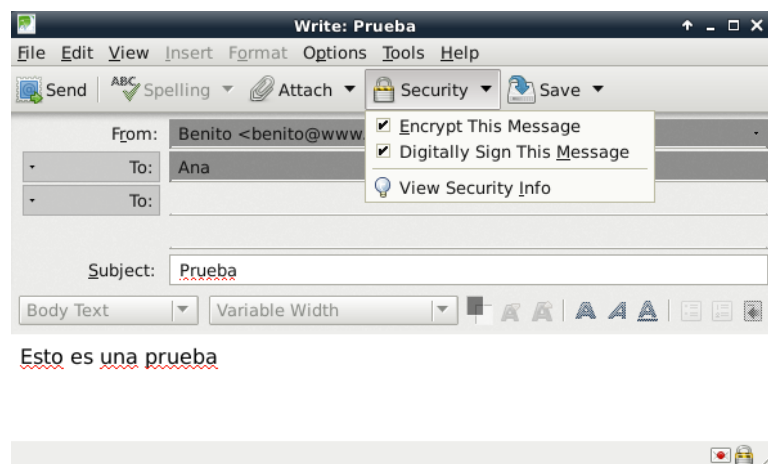 Write: Prueba
File Edit View Insert Format Options Tools Help
Send ABC Spelling Attach Security Save
Encrypt This Message
Digitally Sign This Message
View Security Info
From: Benito <benito@www.
To: Ana
To:
Subject: Prueba
Body Text Variable Width
A A A
Esto es una prueba